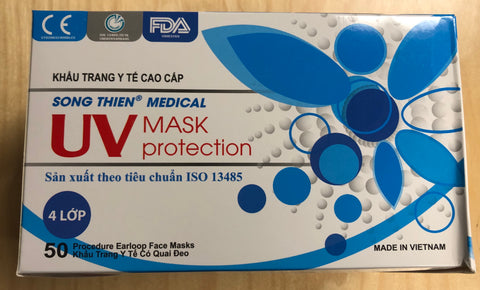 CE
FDA
KHẨU TRANG Y TẾ CAO CẤP
SONG THIEN® MEDICAL
UV MASK
protection
Sản xuất theo tiêu chuẩn ISO 13485
4 LỚP
50 Procedure Earloop Face Masks
Khẩu Trang Y Tế Có Quai Đeo
MADE IN VIETNAM